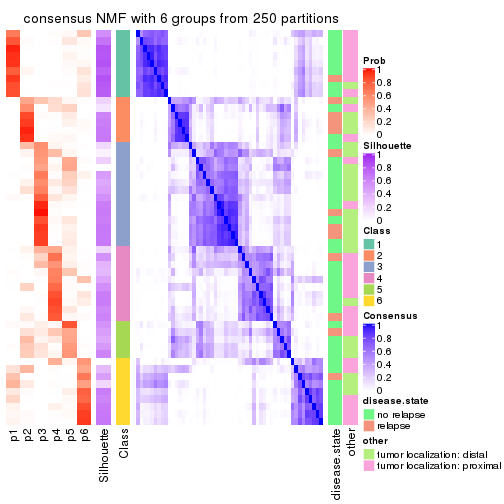 consensus NMF with 6 groups from 250 partitions
Prob
1
0.8
0.6
0.4
0.2
0
Silhouette
1
0.8
0.6
0.4
0.2
0
Class
1
2
3
4
5
6
Consensus
1
0.8
0.6
0.4
0.2
0
disease.state
no relapse
relapse
other
tumor localization: distal
tumor localization: proximal
p1
p2
p3
p4
p5
p6
Silhouette
Class
disease.state
other